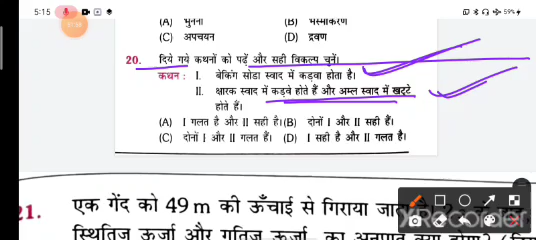 5:15
59%
(A) चुनना (B) भस्मीकरण
(C) अपचयन (D) द्रवण
20. दिये गये कथनों को पढ़ें और सही विकल्प चुनें।
कथन : I. बेकिंग सोडा स्वाद में कड़वा होता है।
II. क्षारक स्वाद में कड़वे होते हैं और अम्ल स्वाद में खट्टे
होते हैं।
(A) I गलत है और II सही है। (B) दोनों I और II सही हैं।
(C) दोनों I और II गलत हैं। (D) I सही है और II गलत है।
21. एक गेंद को 49 m की ऊँचाई से गिराया
स्थितिज ऊर्जा और गतिज ऊर्जा का अनुपात क्या होगा?
XRecorder